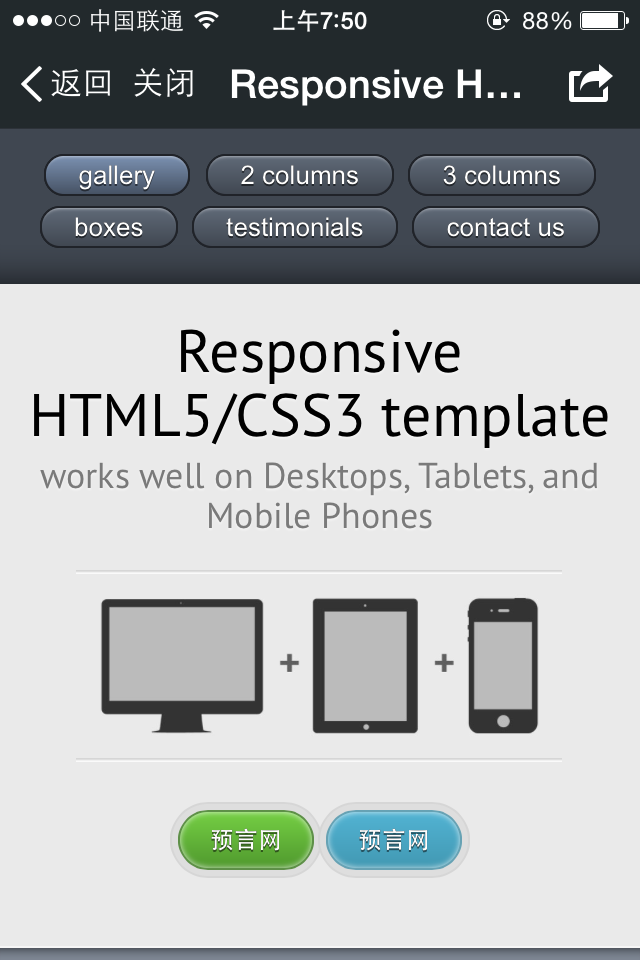 中国联通 上午7:50 88%
返回 关闭 Responsive H...
gallery 2 columns 3 columns
boxes testimonials contact us
Responsive
HTML5/CSS3 template
works well on Desktops, Tablets, and
Mobile Phones
+ +
预言网 预言网